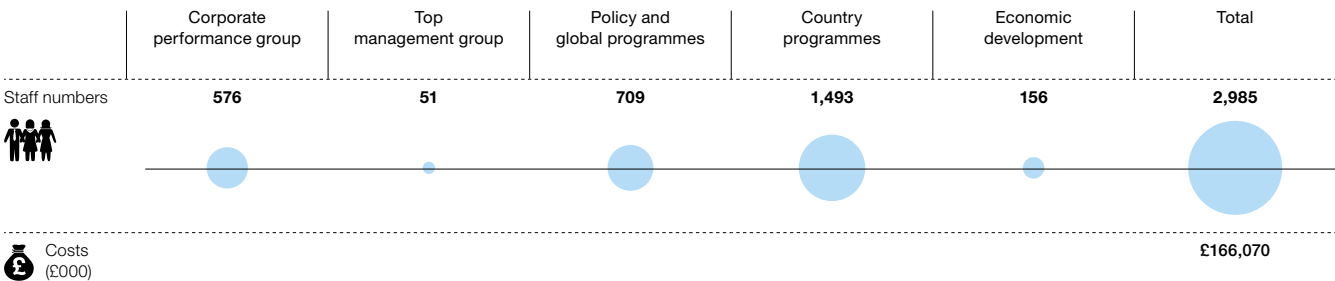 Corporate
performance group
Top
management group
Policy and
global programmes
Country
programmes
Economic
development
Total
Staff numbers 576 51 709 1,493 156 2,985
£
Costs
(£000)
£166,070